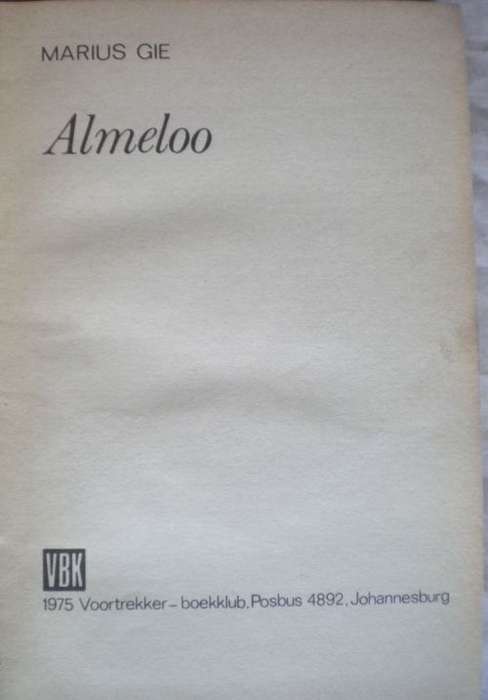 MARIUS GIE
Almeloo
VBK
1975 Voortrekker – boekklub, Posbus 4892, Johannesburg